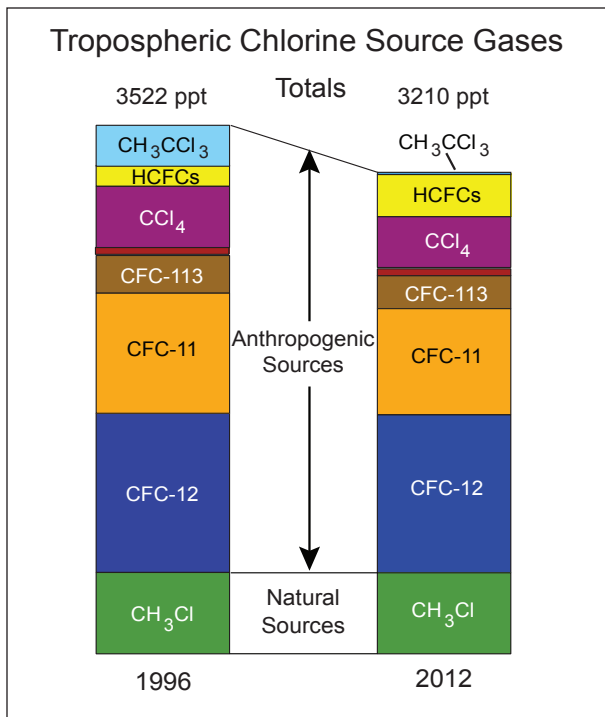 Tropospheric Chlorine Source Gases
3522 ppt
Totals
3210 ppt
CH₃CCl₃
CH₃CCl₃
HCFCs
HCFCs
CCl₄
CCl₄
CFC-113
CFC-113
CFC-11
Anthropogenic
Sources
CFC-11
CFC-12
CFC-12
CH₃Cl
Natural
Sources
CH₃Cl
1996
2012